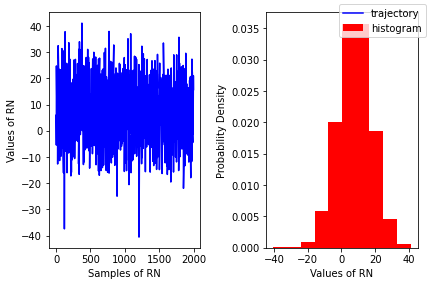 trajectory
histogram
Values of RN
40
30
20
10
0
−10
−20
−30
−40
0 500 1000 1500 2000
Samples of RN
Probability Density
0.035
0.030
0.025
0.020
0.015
0.010
0.005
0.000
−40 −20 0 20 40
Values of RN